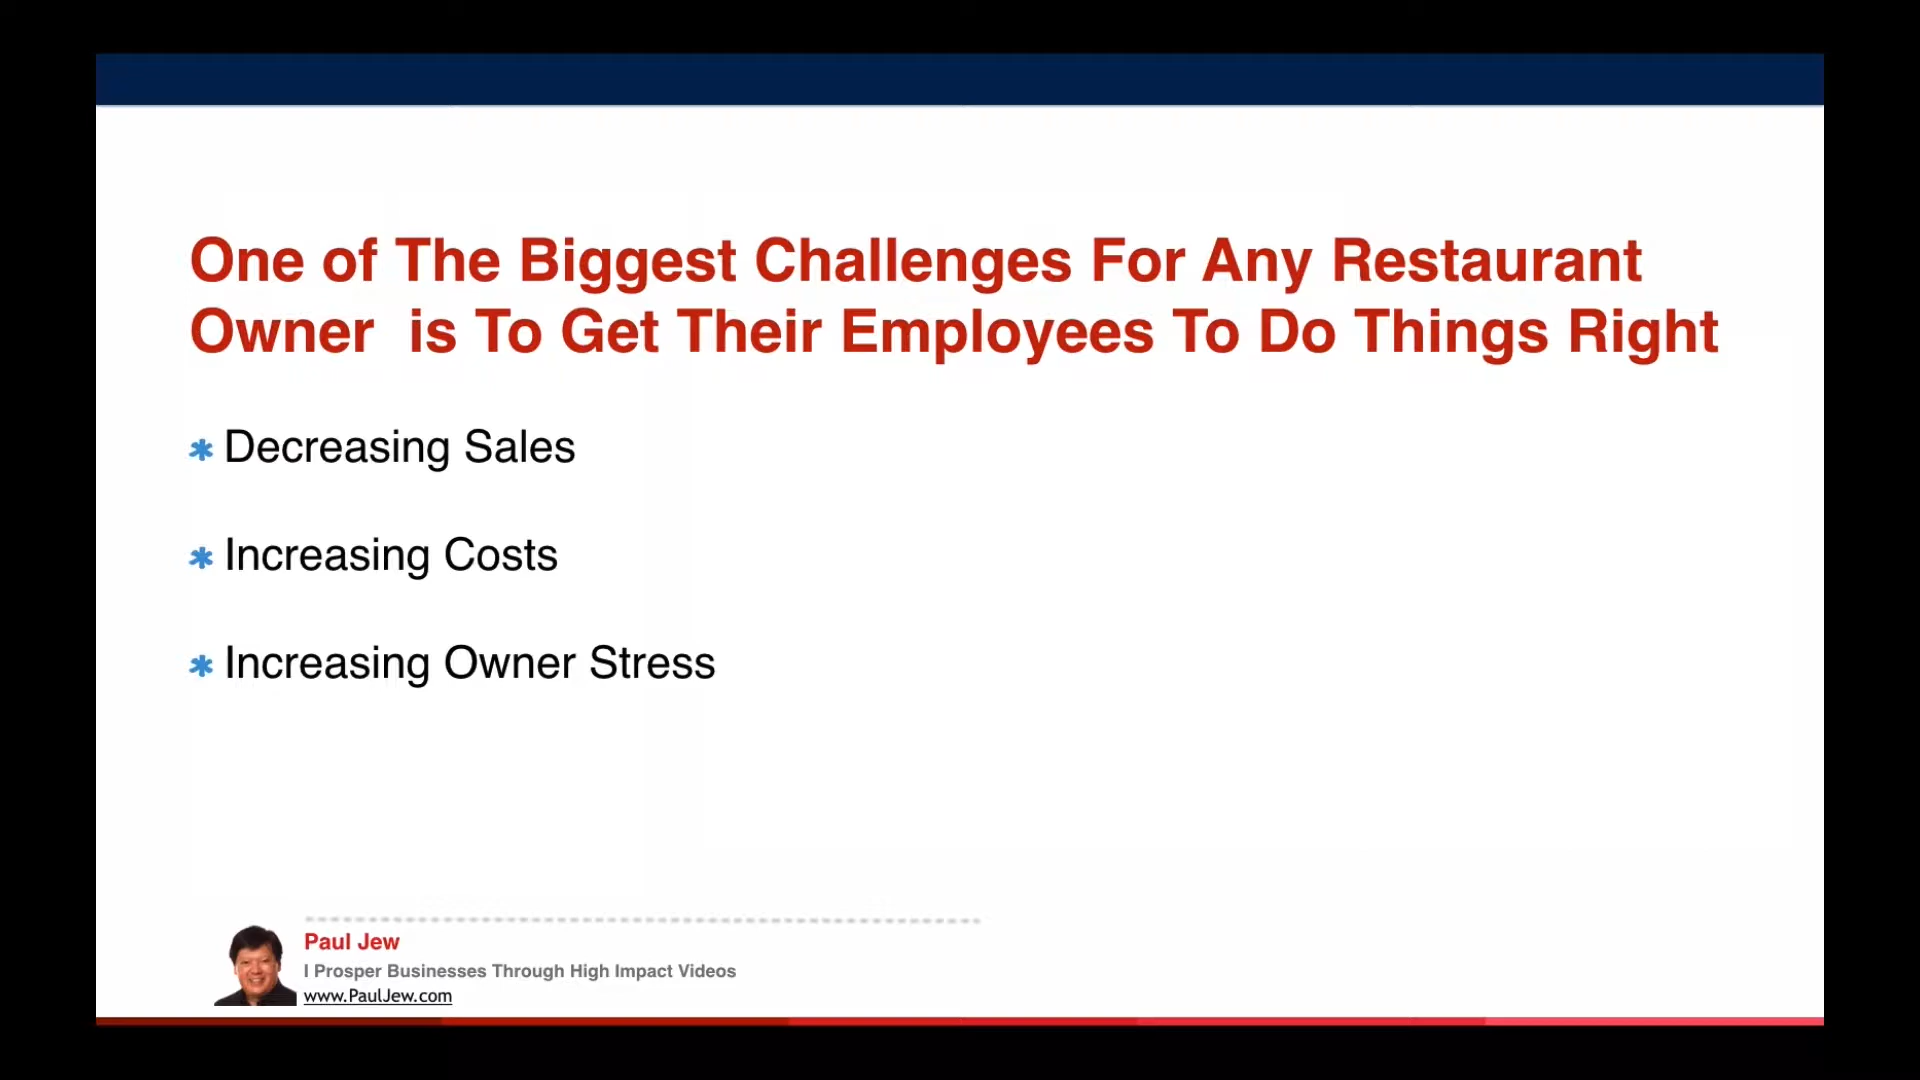 One of The Biggest Challenges For Any Restaurant
Owner  is To Get Their Employees To Do Things Right
* Decreasing Sales
* Increasing Costs
* Increasing Owner Stress
Paul Jew
I Prosper Businesses Through High Impact Videos
www.PaulJew.com